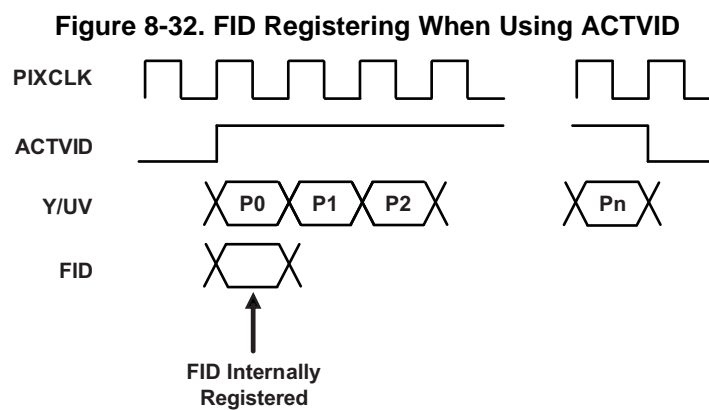 Figure 8-32. FID Registering When Using ACTVID
PIXCLK
ACTVID
Y/UV P0 P1 P2 Pn
FID
FID Internally
Registered